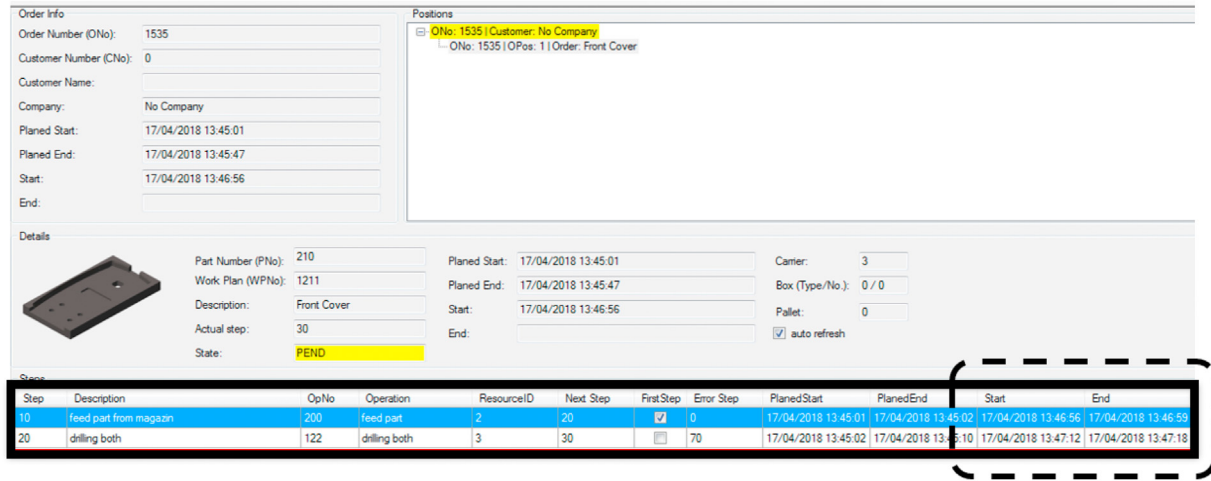 Order Info
Order Number (ONo): 1535
Customer Number (CNo): 0
Customer Name:
Company: No Company
Planed Start: 17/04/2018 13:45:01
Planed End: 17/04/2018 13:45:47
Start: 17/04/2018 13:46:56
End:
Positions
ONo: 1535 | Customer: No Company
ONo: 1535 | OPos: 1 | Order: Front Cover
Details
Part Number (PNo): 210
Work Plan (WPNo): 1211
Description: Front Cover
Actual step: 30
State: PEND
Planed Start: 17/04/2018 13:45:01
Planed End: 17/04/2018 13:45:47
Start: 17/04/2018 13:46:56
End:
Carrier: 3
Box (Type/No.): 0 / 0
Pallet: 0
auto refresh
Steps
Step Description OpNo Operation ResourceID Next Step FirstStep Error Step PlanedStart PlanedEnd Start End
10 feed part from magazin 200 feed part 2 20 0 17/04/2018 13:45:01 17/04/2018 13:45:02 17/04/2018 13:46:56 17/04/2018 13:46:59
20 drilling both 122 drilling both 3 30 70 17/04/2018 13:45:02 17/04/2018 13:45:10 17/04/2018 13:47:12 17/04/2018 13:47:18